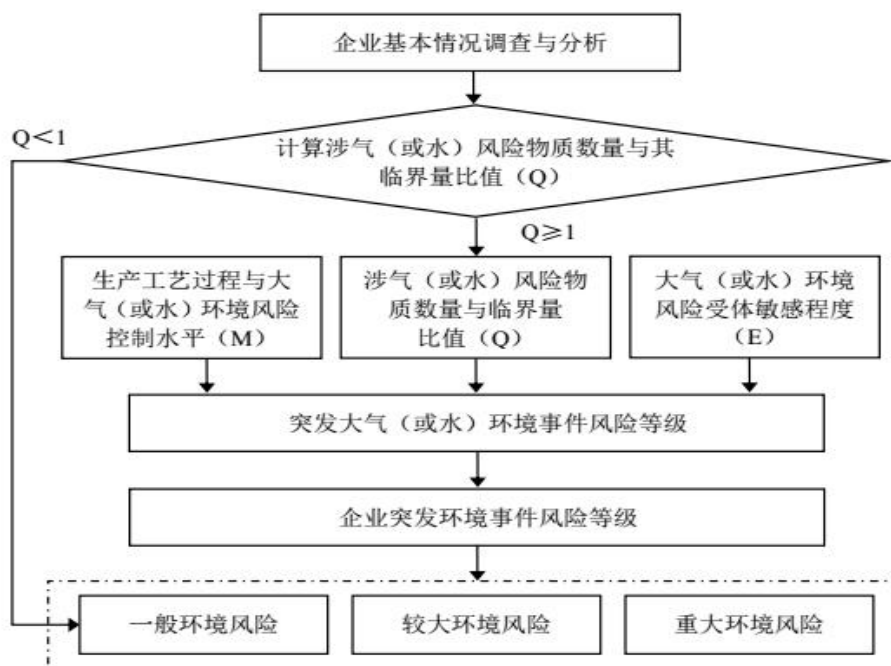 企业基本情况调查与分析
Q＜1
计算涉气（或水）风险物质数量与其
临界量比值（Q）
Q≥1
生产工艺过程与大
气（或水）环境风险
控制水平（M）
涉气（或水）风险物
质数量与临界量
比值（Q）
大气（或水）环境
风险受体敏感程度
（E）
突发大气（或水）环境事件风险等级
企业突发环境事件风险等级
一般环境风险
较大环境风险
重大环境风险